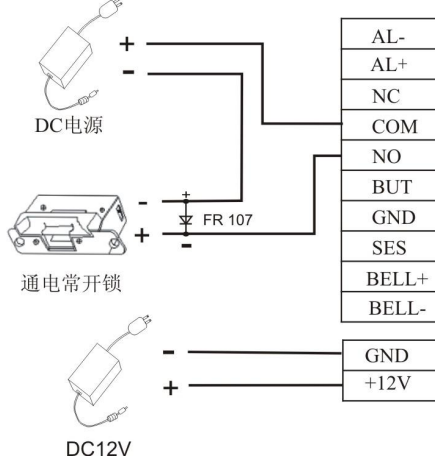 +
-
DC电源
AL-
AL+
NC
COM
NO
BUT
GND
SES
BELL+
BELL-
-
+
+
FR 107
-
通电常开锁
-
+
DC12V
GND
+12V